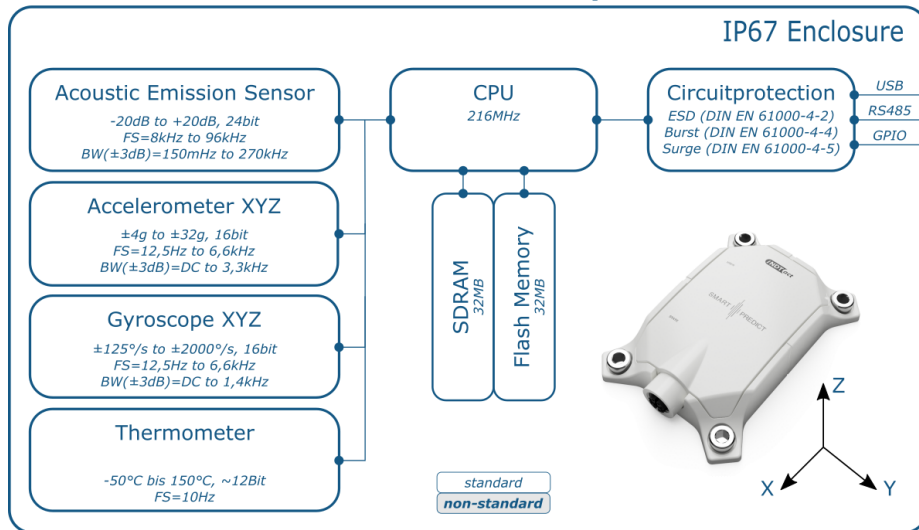 IP67 Enclosure
Acoustic Emission Sensor
-20dB to +20dB, 24bit
FS=8kHz to 96kHz
BW(±3dB)=150mHz to 270kHz
Accelerometer XYZ
±4g to ±32g, 16bit
FS=12,5Hz to 6,6kHz
BW(±3dB)=DC to 3,3kHz
Gyroscope XYZ
±125°/s to ±2000°/s, 16bit
FS=12,5Hz to 6,6kHz
BW(±3dB)=DC to 1,4kHz
Thermometer
-50°C bis 150°C, ~12Bit
FS=10Hz
CPU
216MHz
SDRAM
32MB
Flash Memory
32MB
Circuitprotection
ESD (DIN EN 61000-4-2)
Burst (DIN EN 61000-4-4)
Surge (DIN EN 61000-4-5)
USB
RS485
GPIO
SMART PREDICT
Z
X
Y
standard
non-standard